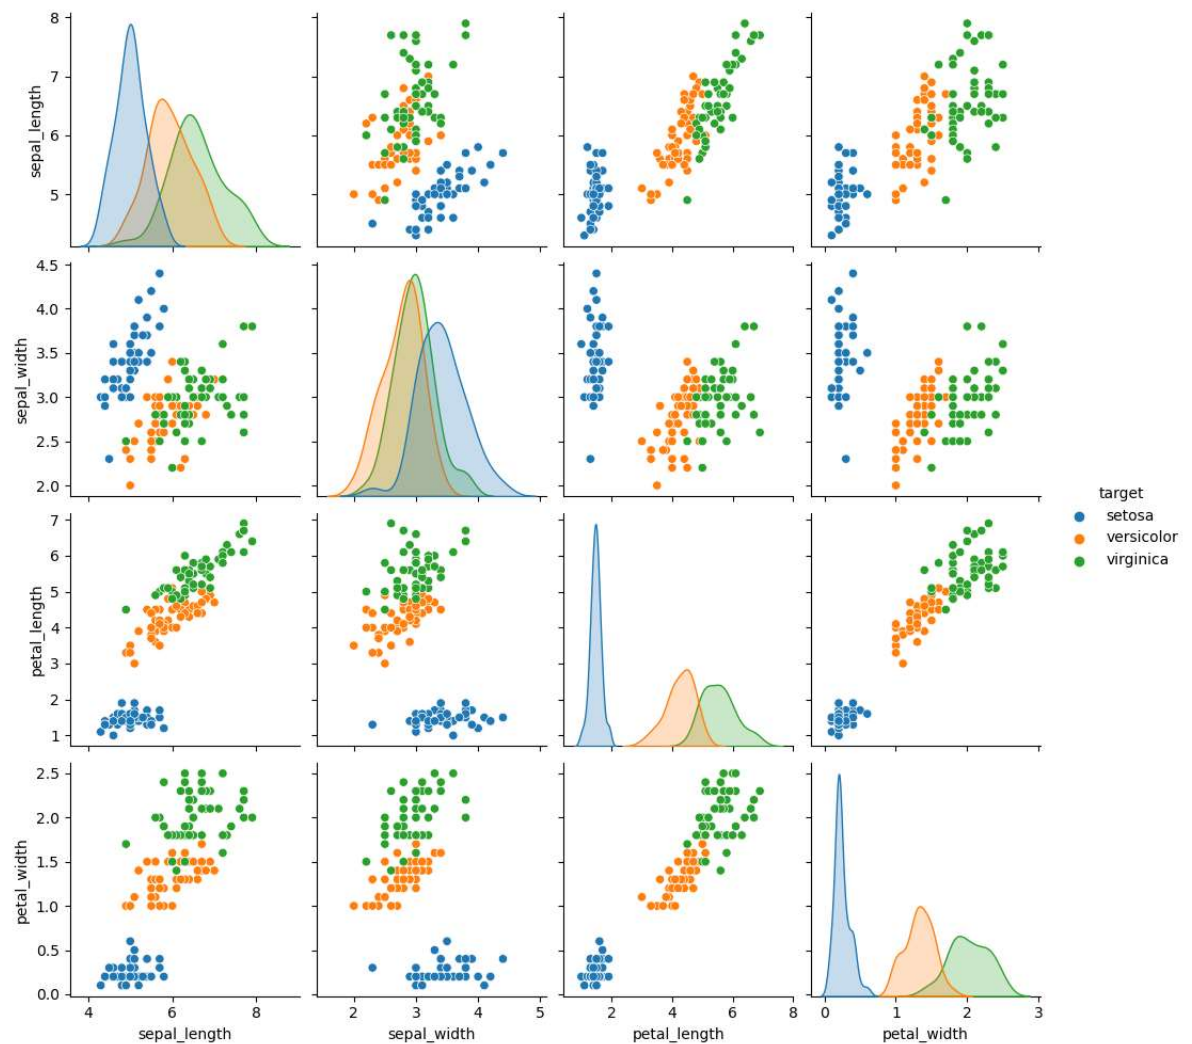 8
7
6
5
sepal_length
4.5
4.0
3.5
3.0
2.5
2.0
sepal_width
target
setosa
versicolor
virginica
7
6
5
4
3
2
1
petal_length
2.5
2.0
1.5
1.0
0.5
0.0
petal_width
4 6 8 2 3 4 5 2 4 6 8 0 1 2 3
sepal_length sepal_width petal_length petal_width